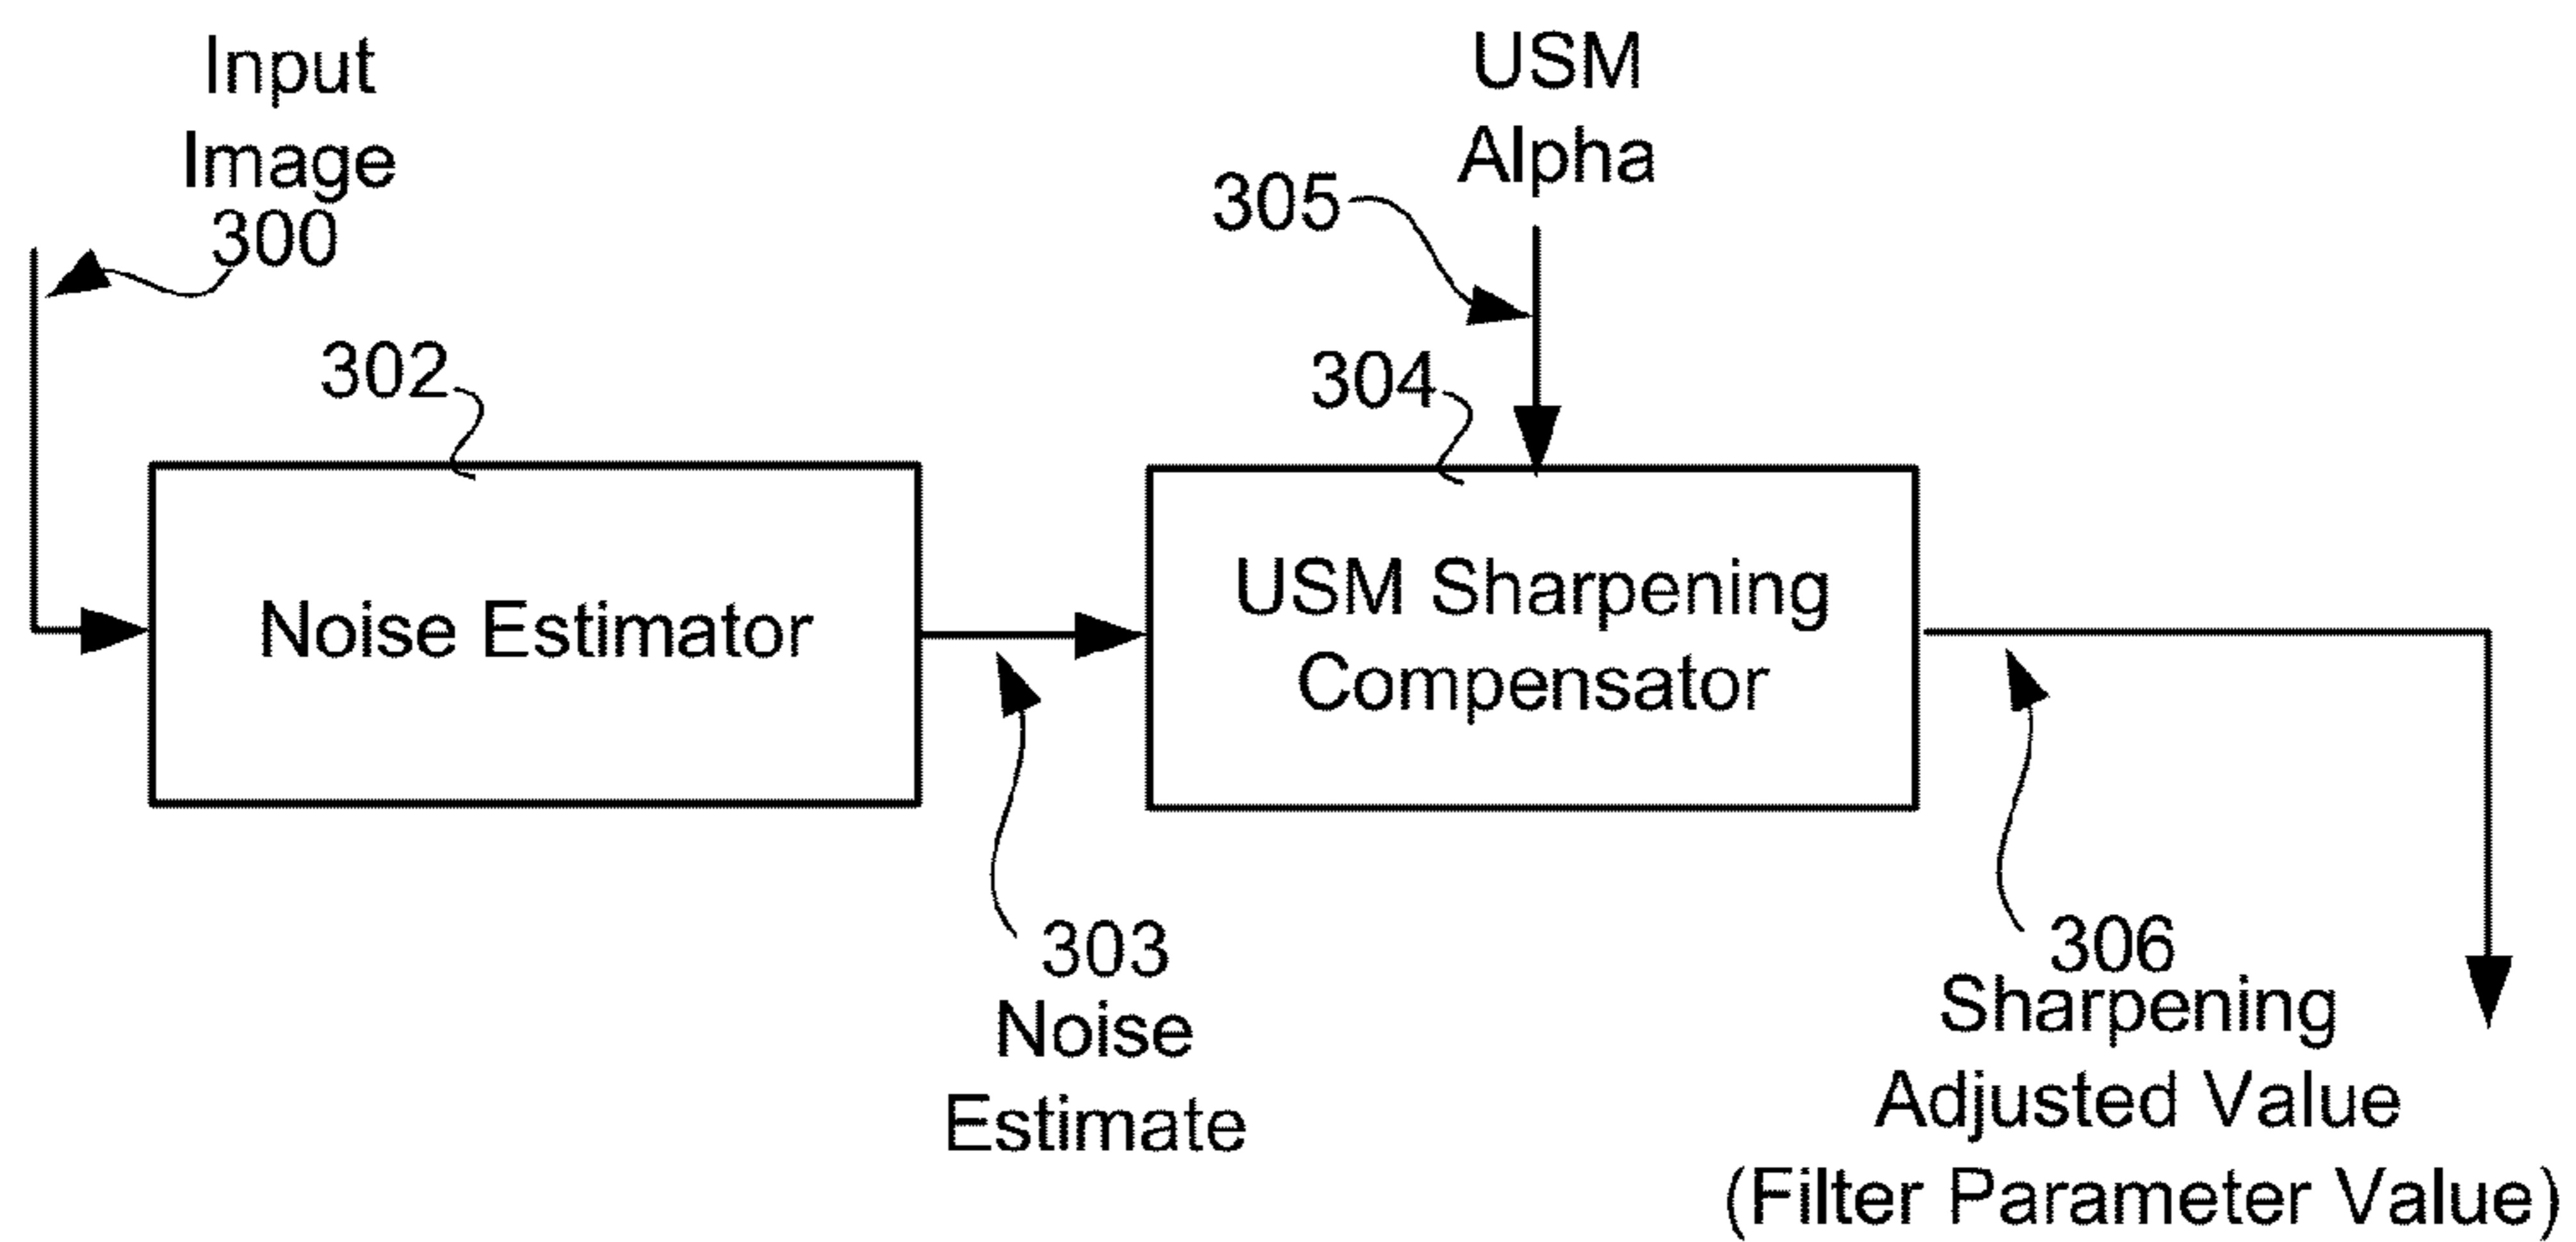 Input
Image
300
USM
Alpha
305
302
304
Noise Estimator
USM Sharpening
Compensator
303
Noise
Estimate
306
Sharpening
Adjusted Value
(Filter Parameter Value)